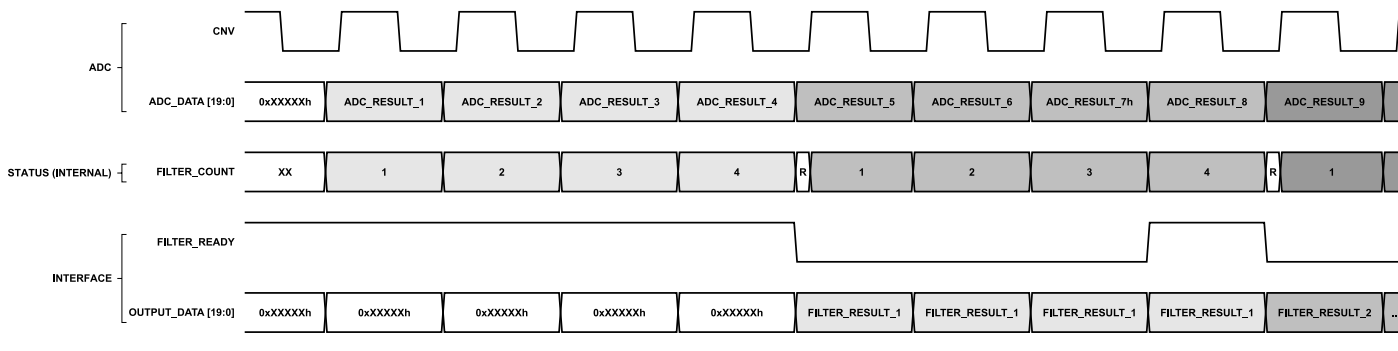 CNV
ADC
ADC_DATA [19:0] 0xXXXXXh ADC_RESULT_1 ADC_RESULT_2 ADC_RESULT_3 ADC_RESULT_4 ADC_RESULT_5 ADC_RESULT_6 ADC_RESULT_7h ADC_RESULT_8 ADC_RESULT_9
STATUS (INTERNAL) FILTER_COUNT XX 1 2 3 4 R 1 2 3 4 R 1
FILTER_READY
INTERFACE
OUTPUT_DATA [19:0] 0xXXXXXh 0xXXXXXh 0xXXXXXh 0xXXXXXh 0xXXXXXh FILTER_RESULT_1 FILTER_RESULT_1 FILTER_RESULT_1 FILTER_RESULT_1 FILTER_RESULT_2 ..